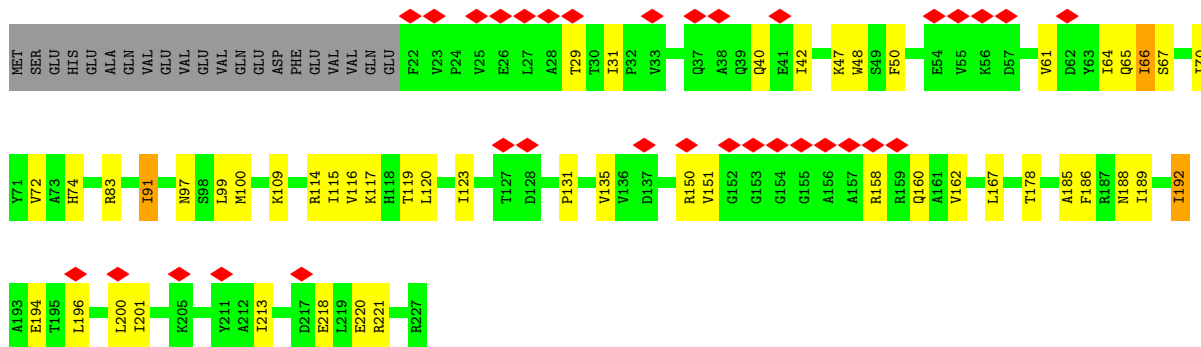 MET SER GLU HIS GLU ALA GLN VAL GLU VAL GLU VAL GLU ASP PHE GLU VAL VAL GLN GLU F22 V23 P24 V25 E26 L27 A28 T29 T30 I31 P32 V33 Q37 A38 Q39 Q40 E41 I42 K47 W48 S49 F50 E54 V55 K56 D57 V61 D62 Y63 I64 Q65 I66 S67 I70
Y71 V72 A73 H74 R83 I91 N97 S98 L99 M100 K109 R114 I115 V116 K117 H118 T119 L120 I123 T127 D128 P131 V135 V136 D137 R150 V151 G152 G153 G154 G155 A156 A157 R158 R159 Q160 A161 V162 L167 T178 A185 F186 R187 N188 I189 I192
A193 E194 T195 L196 L200 I201 K205 Y211 A212 I213 D217 E218 L219 E220 R221 R227